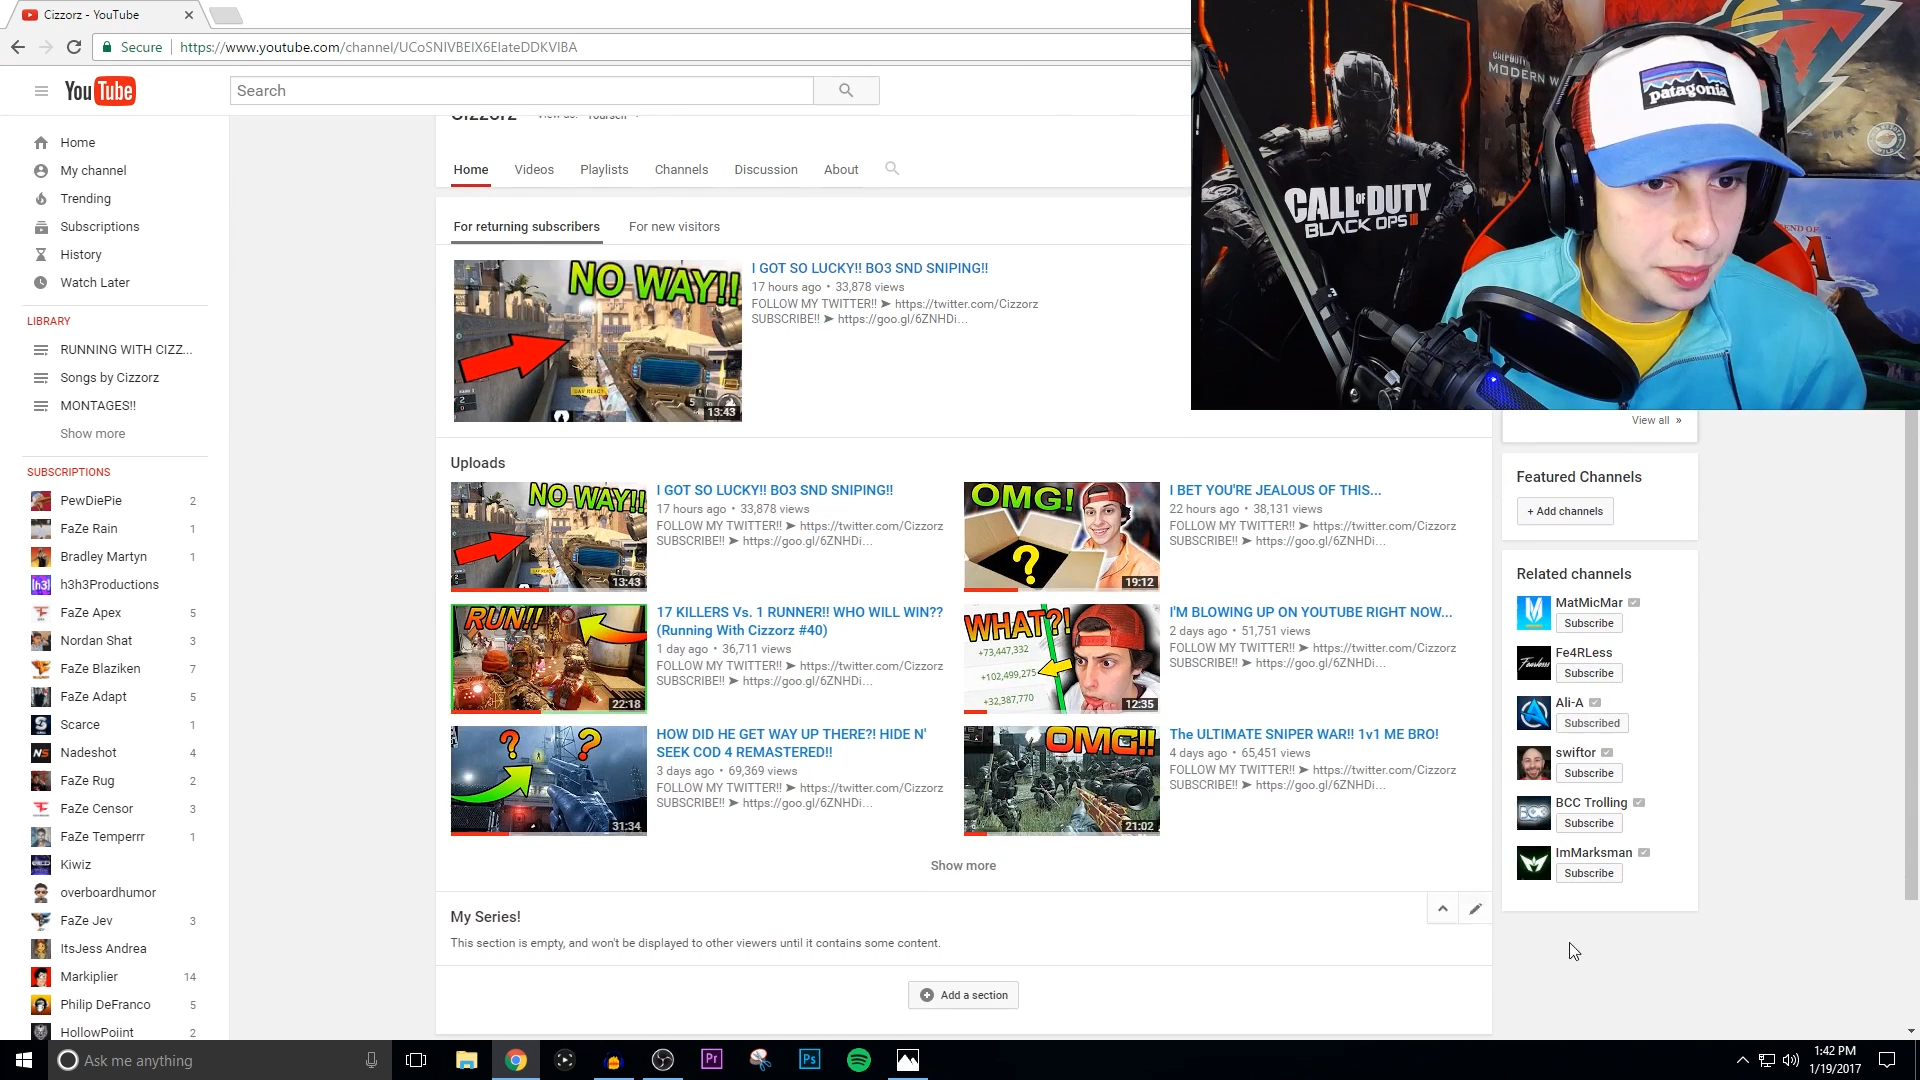 Cizzorz - YouTube
Secure
https://www.youtube.com/channel/UCoSNIVBEIX6EIateDDKVIBA
YouTube
Search
Home
My channel
Trending
Subscriptions
History
Watch Later
LIBRARY
RUNNING WITH CIZZ...
Songs by Cizzorz
MONTAGES!!
Show more
SUBSCRIPTIONS
PewDiePie 2
FaZe Rain 1
Bradley Martyn 1
h3h3Productions
FaZe Apex 5
Nordan Shat 3
FaZe Blaziken 7
FaZe Adapt 5
Scarce 1
Nadeshot 4
FaZe Rug 2
FaZe Censor 3
FaZe Temperrr 1
Kiwiz
overboardhumor
FaZe Jev 3
ItsJess Andrea
Markiplier 14
Philip DeFranco 5
HollowPoiint 2
Cizzorz View as: Yourself
Home Videos Playlists Channels Discussion About
For returning subscribers For new visitors
NO WAY!!
13:43
I GOT SO LUCKY!! BO3 SND SNIPING!!
17 hours ago • 33,878 views
FOLLOW MY TWITTER!! ➤ https://twitter.com/Cizzorz
SUBSCRIBE!! ➤ https://goo.gl/6ZNHDi...
Uploads
NO WAY!!
13:43
I GOT SO LUCKY!! BO3 SND SNIPING!!
17 hours ago • 33,878 views
FOLLOW MY TWITTER!! ➤ https://twitter.com/Cizzorz
SUBSCRIBE!! ➤ https://goo.gl/6ZNHDi...
OMG!
?
19:12
I BET YOU'RE JEALOUS OF THIS...
22 hours ago • 38,131 views
FOLLOW MY TWITTER!! ➤ https://twitter.com/Cizzorz
SUBSCRIBE!! ➤ https://goo.gl/6ZNHDi...
RUN!!
22:18
17 KILLERS Vs. 1 RUNNER!! WHO WILL WIN??
(Running With Cizzorz #40)
1 day ago • 36,711 views
FOLLOW MY TWITTER!! ➤ https://twitter.com/Cizzorz
SUBSCRIBE!! ➤ https://goo.gl/6ZNHDi...
WHAT?!
+73,447,332
+102,499,275
+32,387,770
12:35
I'M BLOWING UP ON YOUTUBE RIGHT NOW...
2 days ago • 51,751 views
FOLLOW MY TWITTER!! ➤ https://twitter.com/Cizzorz
SUBSCRIBE!! ➤ https://goo.gl/6ZNHDi...
? ?
31:34
HOW DID HE GET WAY UP THERE?! HIDE N'
SEEK COD 4 REMASTERED!!
3 days ago • 69,369 views
FOLLOW MY TWITTER!! ➤ https://twitter.com/Cizzorz
SUBSCRIBE!! ➤ https://goo.gl/6ZNHDi...
OMG!!
21:02
The ULTIMATE SNIPER WAR!! 1v1 ME BRO!
4 days ago • 65,451 views
FOLLOW MY TWITTER!! ➤ https://twitter.com/Cizzorz
SUBSCRIBE!! ➤ https://goo.gl/6ZNHDi...
Show more
My Series!
This section is empty, and won't be displayed to other viewers until it contains some content.
Add a section
CALL OF DUTY
BLACK OPS III
CALL OF DUTY
MODERN W
patagonia
View all »
Featured Channels
+ Add channels
Related channels
MatMicMar
Subscribe
Fe4RLess
Subscribe
Ali-A
Subscribed
swiftor
Subscribe
BCC Trolling
Subscribe
ImMarksman
Subscribe
Ask me anything
Pr
Ps
1:42 PM
1/19/2017